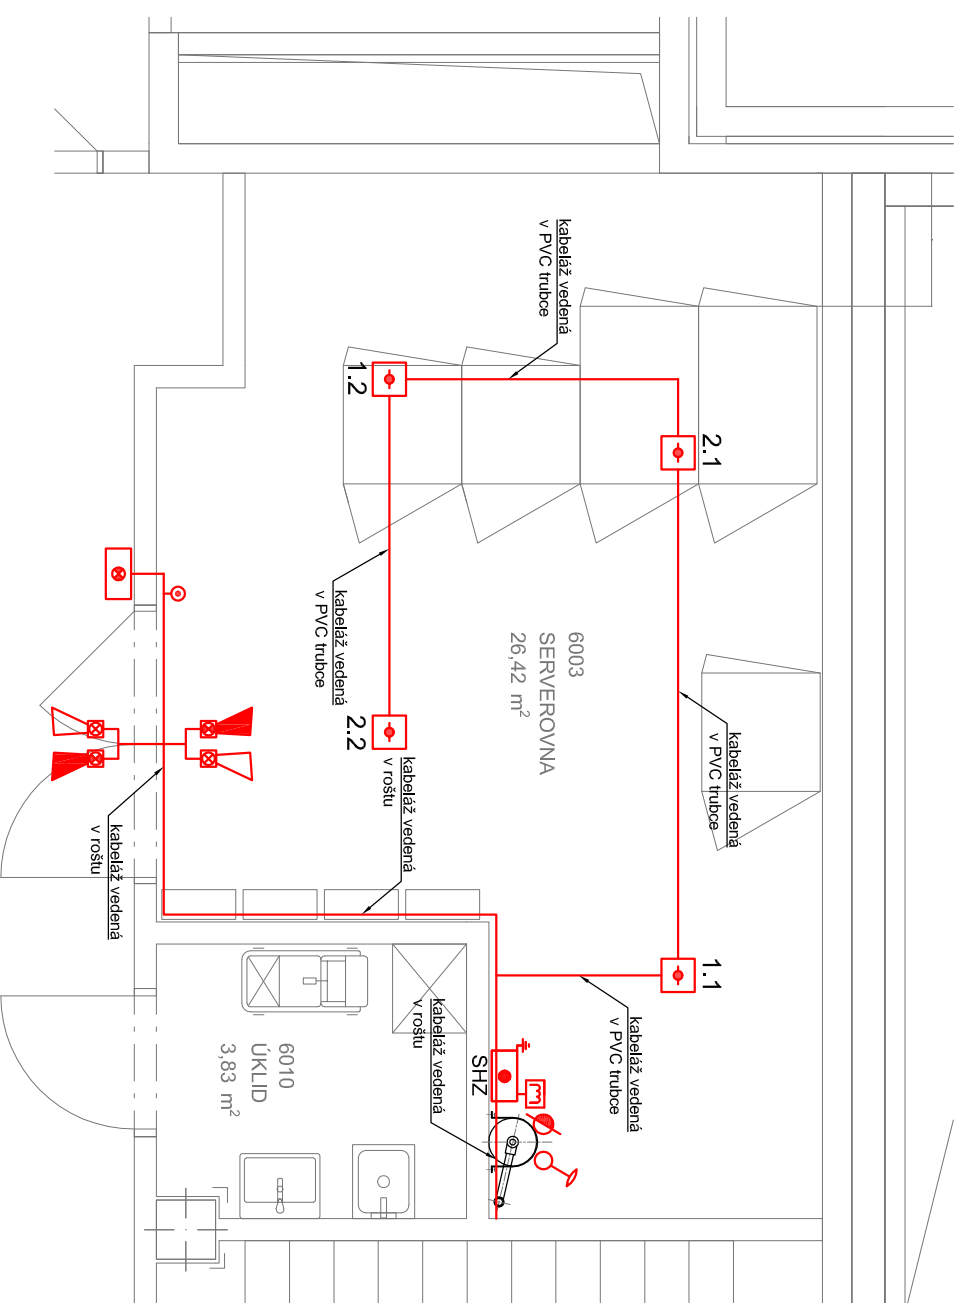 kabeláž vedená
v PVC trubce
2.1
1.2
kabeláž vedená
v PVC trubce
6003
SERVEROVNA
26,42 m²
2.2
kabeláž vedená
v PVC trubce
kabeláž vedená
v roštu
kabeláž vedená
v roštu
1.1
kabeláž vedená
v PVC trubce
kabeláž vedená
v roštu
SHZ
6010
ÚKLID
3,83 m²